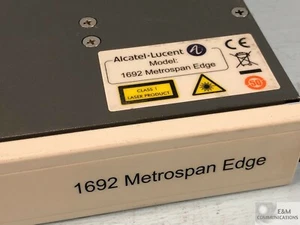 Alcatel·Lucent
Model:
1692 Metrospan Edge
CLASS 1
LASER PRODUCT
CE
1692 Metrospan Edge
E&M
COMMUNICATIONS